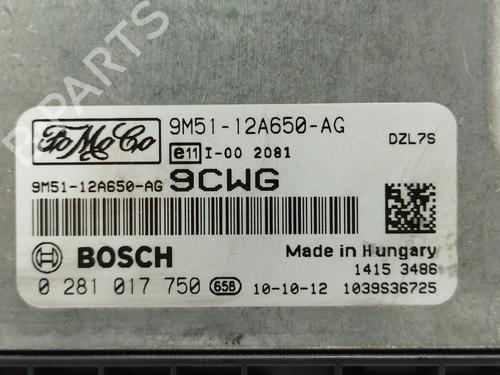 FoMoCo
9M51-12A650-AG
DZL7S
e11 I-00 2081
9M51-12A650-AG 9CWG
BOSCH
Made in Hungary
1415 3486
0 281 017 750 658 10-10-12 1039S36725